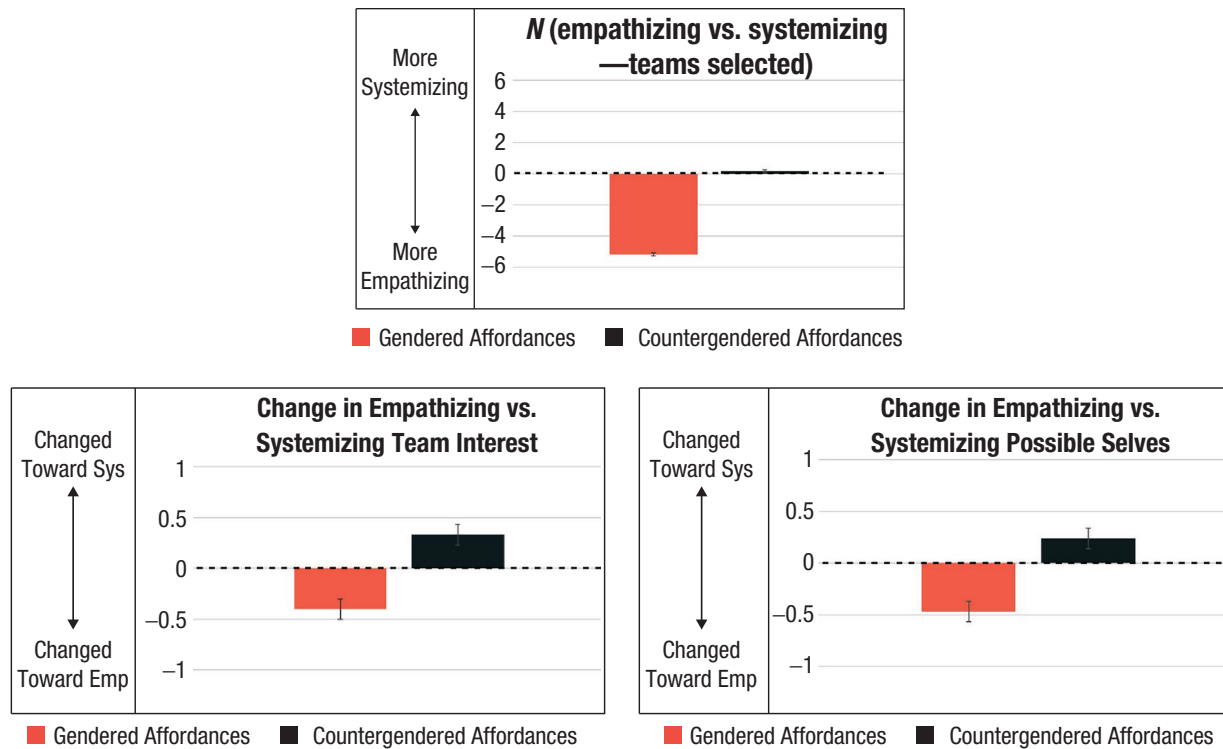 N (empathizing vs. systemizing
—teams selected)
More
Systemizing
More
Empathizing
6
4
2
0
−2
−4
−6
Gendered Affordances Countergendered Affordances
Change in Empathizing vs.
Systemizing Team Interest
Changed
Toward Sys
Changed
Toward Emp
1
0.5
0
−0.5
−1
Gendered Affordances Countergendered Affordances
Change in Empathizing vs.
Systemizing Possible Selves
Changed
Toward Sys
Changed
Toward Emp
1
0.5
0
−0.5
−1
Gendered Affordances Countergendered Affordances